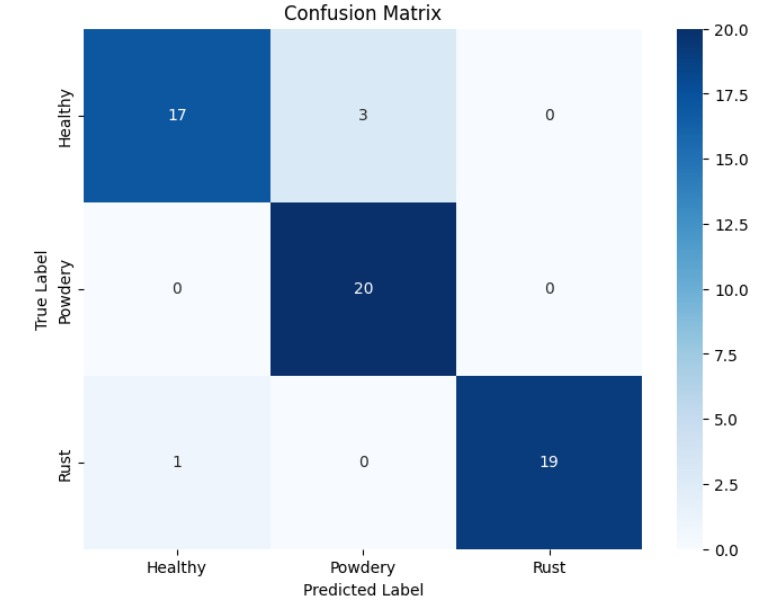 Confusion Matrix
True Label
Healthy
17
3
0
Powdery
0
20
0
Rust
1
0
19
Healthy
Powdery
Rust
Predicted Label
20.0
17.5
15.0
12.5
10.0
7.5
5.0
2.5
0.0